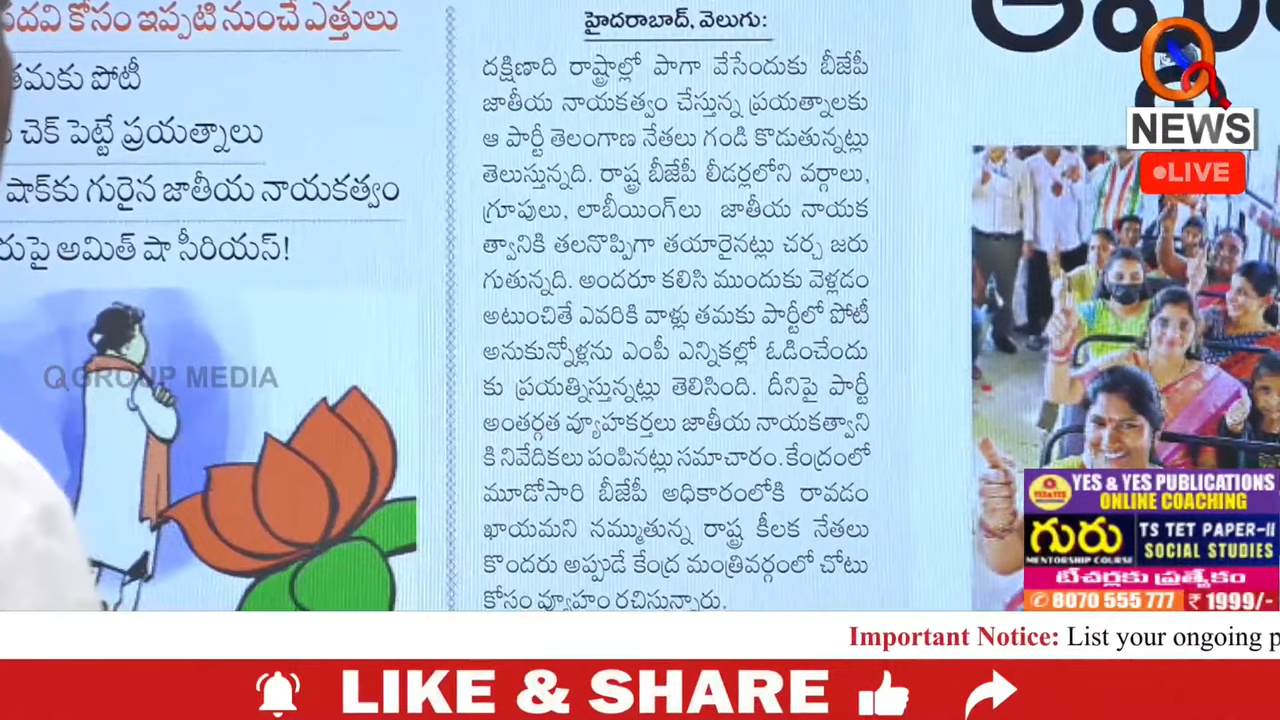 పదవి కోసం ఇప్పటి నుంచే ఎత్తులు
తమకు పోటీ
చెక్ పెట్టే ప్రయత్నాలు
షాక్‌కు గురైన జాతీయ నాయకత్వం
అమిత్ షా సీరియస్!
GROUP MEDIA
హైదరాబాద్, వెలుగు:
దక్షిణాది రాష్ట్రాల్లో పాగా వేసేందుకు బీజేపీ
జాతీయ నాయకత్వం చేస్తున్న ప్రయత్నాలకు
ఆ పార్టీ తెలంగాణ నేతలు గండి కొడుతున్నట్లు
తెలుస్తున్నది. రాష్ట్ర బీజేపీ లీడర్లలోని వర్గాలు,
గ్రూపులు, లాబీయింగ్‌లు జాతీయ నాయక
త్వానికి తలనొప్పిగా తయారైనట్లు చర్చ జరు
గుతున్నది. అందరూ కలిసి ముందుకు వెళ్లడం
అటుంచితే ఎవరికి వాళ్లు తమకు పార్టీలో పోటీ
అనుకున్నోళ్లను ఎంపీ ఎన్నికల్లో ఓడించేందు
కు ప్రయత్నిస్తున్నట్లు తెలిసింది. దీనిపై పార్టీ
అంతర్గత వ్యూహకర్తలు జాతీయ నాయకత్వాని
కి నివేదికలు పంపినట్లు సమాచారం. కేంద్రంలో
మూడోసారి బీజేపీ అధికారంలోకి రావడం
ఖాయమని నమ్ముతున్న రాష్ట్ర కీలక నేతలు
కొందరు అప్పుడే కేంద్ర మంత్రివర్గంలో చోటు
కోసం వ్యూహం రచిస్తున్నారు.
NEWS
LIVE
YES & YES PUBLICATIONS
ONLINE COACHING
గురు
MENTORSHIP COURSE
TS TET PAPER-II
SOCIAL STUDIES
టీచర్లకు ప్రత్యేకం
8070 555 777 ₹ 1999/-
Important Notice: List your ongoing p
LIKE & SHARE